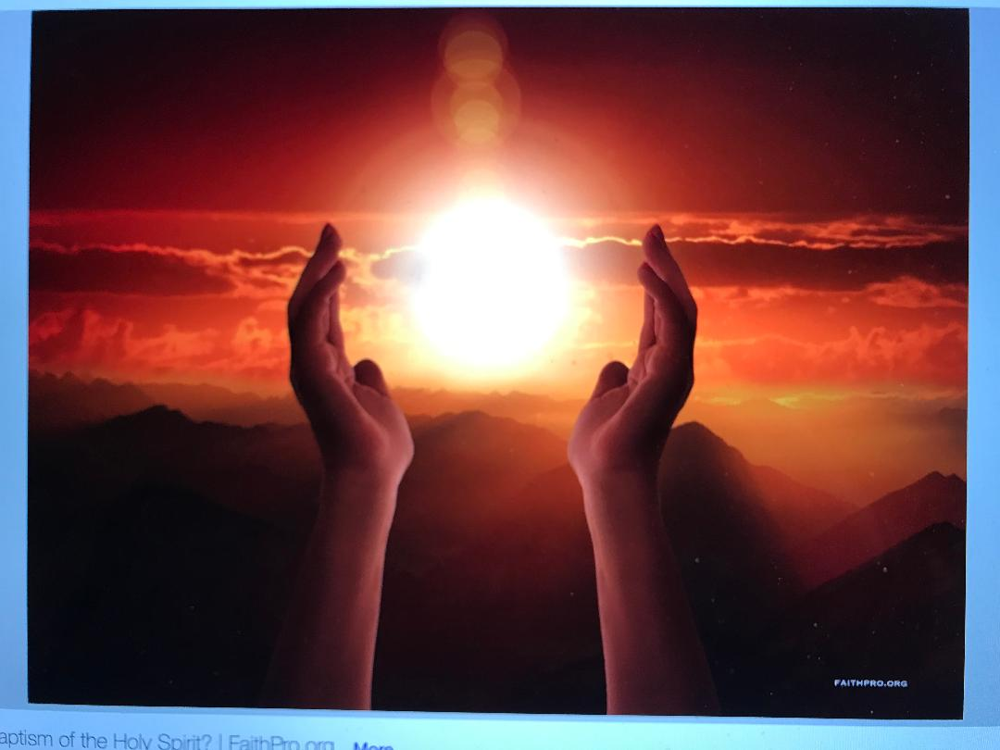 FAITHPRO.ORG
aptism of the Holy Spirit? | FaithPro.org More